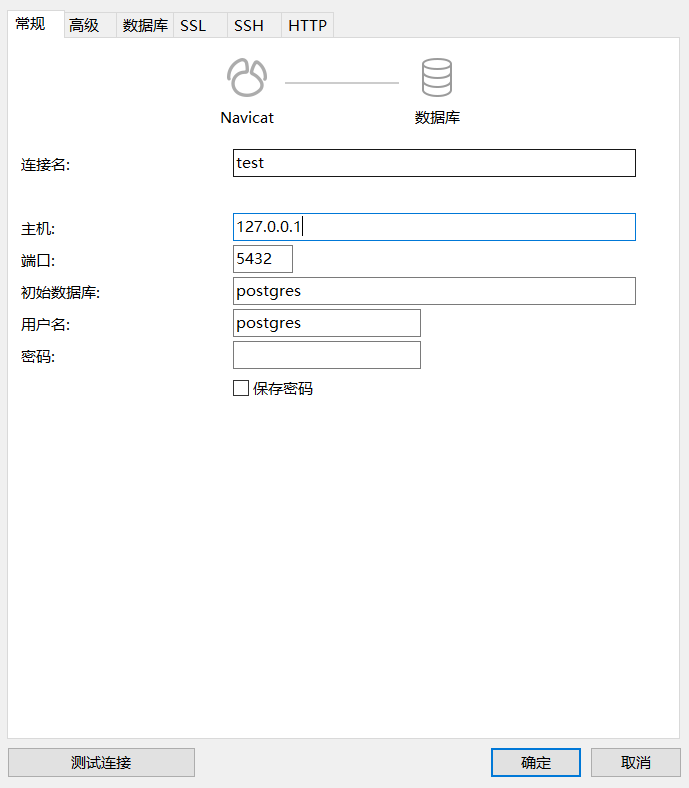 常规 高级 数据库 SSL SSH HTTP
Navicat 数据库
连接名: test
主机: 127.0.0.1
端口: 5432
初始数据库: postgres
用户名: postgres
密码:
保存密码
测试连接 确定 取消